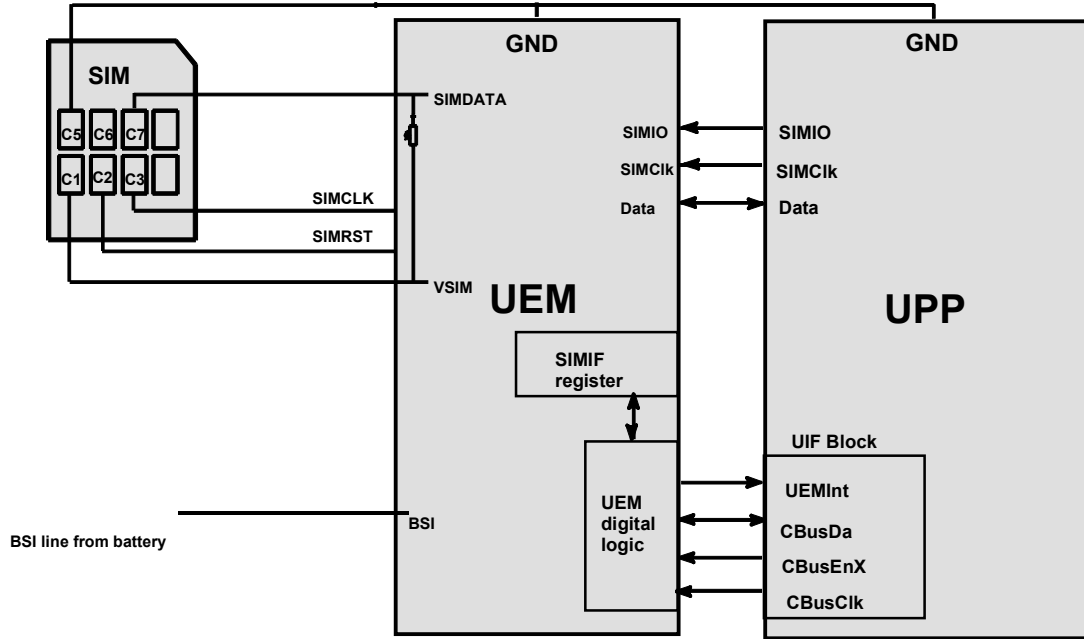 GND
GND
SIM
SIMDATA
C5
C6
C7
SIMIO
SIMIO
C1
C2
C3
SIMClk
SIMClk
SIMCLK
Data
Data
SIMRST
VSIM
UEM
UPP
SIMIF
register
UIF Block
UEMInt
UEM
digital
logic
BSI
CBusDa
BSI line from battery
CBusEnX
CBusClk